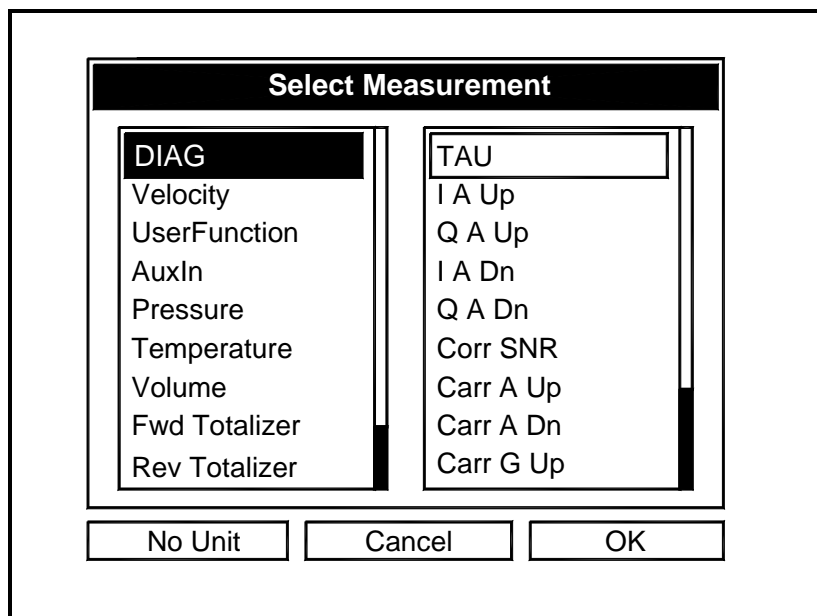 Select Measurement
DIAG
Velocity
UserFunction
AuxIn
Pressure
Temperature
Volume
Fwd Totalizer
Rev Totalizer
TAU
I A Up
Q A Up
I A Dn
Q A Dn
Corr SNR
Carr A Up
Carr A Dn
Carr G Up
No Unit
Cancel
OK